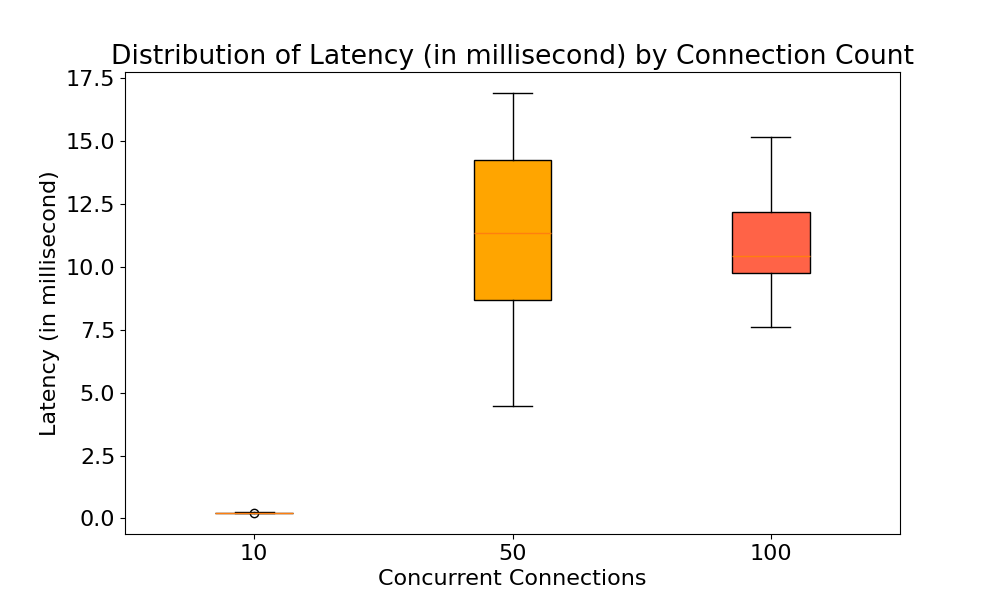 Distribution of Latency (in millisecond) by Connection Count
17.5
15.0
12.5
10.0
7.5
5.0
2.5
0.0
Latency (in millisecond)
10 50 100
Concurrent Connections